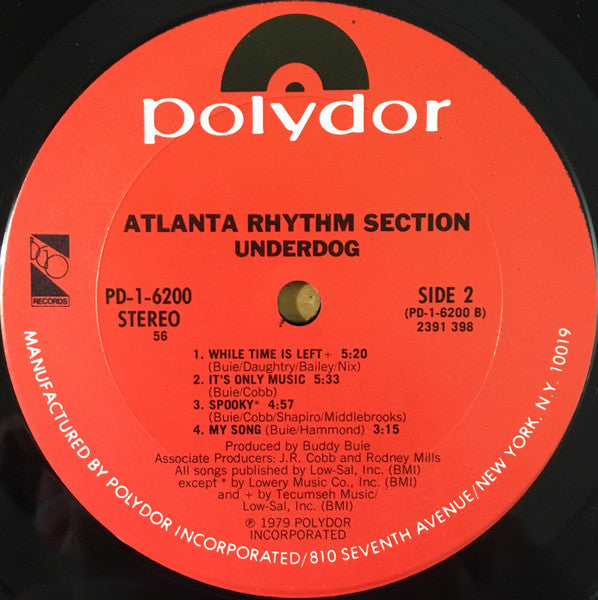 polydor
ATLANTA RHYTHM SECTION
UNDERDOG
RECORDS
PD-1-6200
STEREO
56
SIDE 2
(PD-1-6200 B)
2391 398
1. WHILE TIME IS LEFT+ 5:20
(Buie/Daughtry/Bailey/Nix)
2. IT'S ONLY MUSIC 5:33
(Buie/Cobb)
3. SPOOKY* 4:57
(Buie/Cobb/Shapiro/Middlebrooks)
4. MY SONG (Buie/Hammond) 3:15
Produced by Buddy Buie
Associate Producers: J.R. Cobb and Rodney Mills
All songs published by Low-Sal, Inc. (BMI)
except * by Lowery Music Co., Inc. (BMI)
and + by Tecumseh Music/
Low-Sal, Inc. (BMI)
℗ 1979 POLYDOR
INCORPORATED
MANUFACTURED BY POLYDOR INCORPORATED/810 SEVENTH AVENUE/NEW YORK, N.Y. 10019